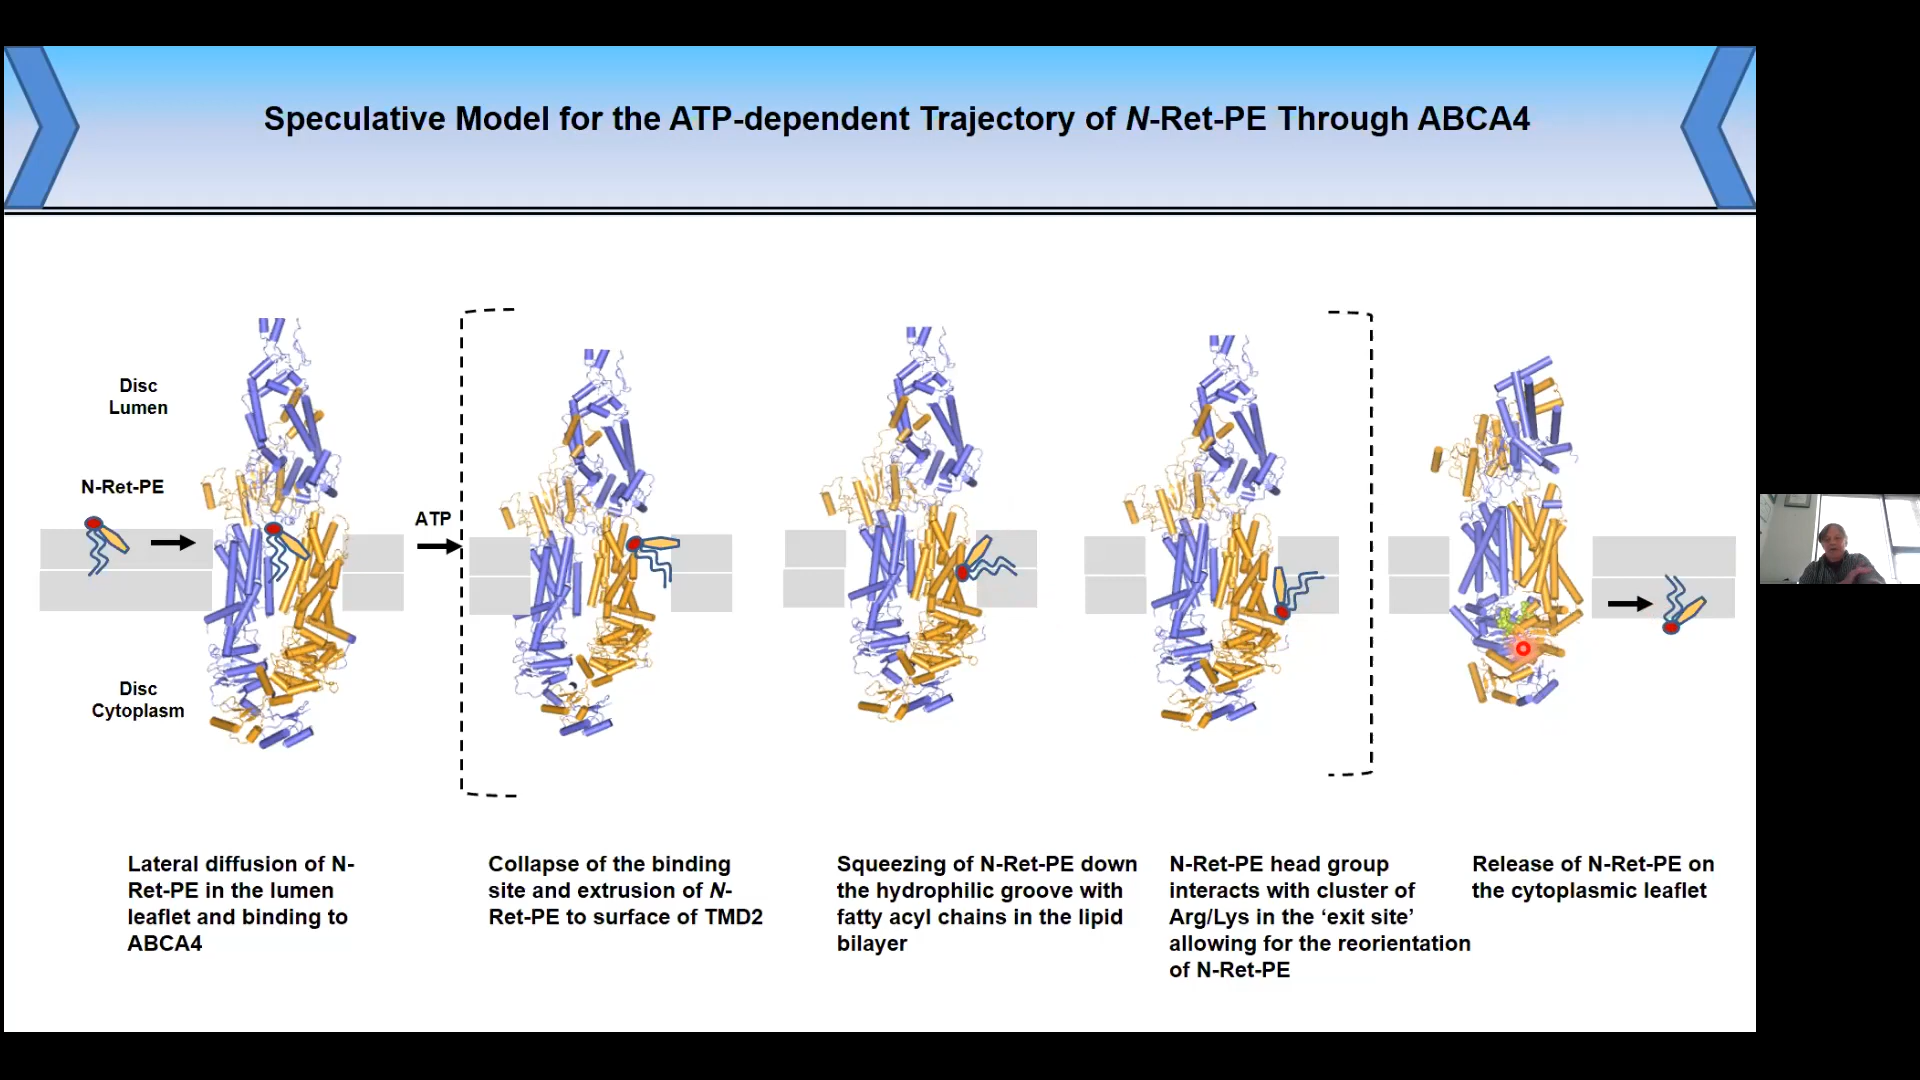 Speculative Model for the ATP-dependent Trajectory of N-Ret-PE Through ABCA4
Disc
Lumen
N-Ret-PE
ATP
Disc
Cytoplasm
Lateral diffusion of N-
Ret-PE in the lumen
leaflet and binding to
ABCA4
Collapse of the binding
site and extrusion of N-
Ret-PE to surface of TMD2
Squeezing of N-Ret-PE down
the hydrophilic groove with
fatty acyl chains in the lipid
bilayer
N-Ret-PE head group
interacts with cluster of
Arg/Lys in the ‘exit site’
allowing for the reorientation
of N-Ret-PE
Release of N-Ret-PE on
the cytoplasmic leaflet